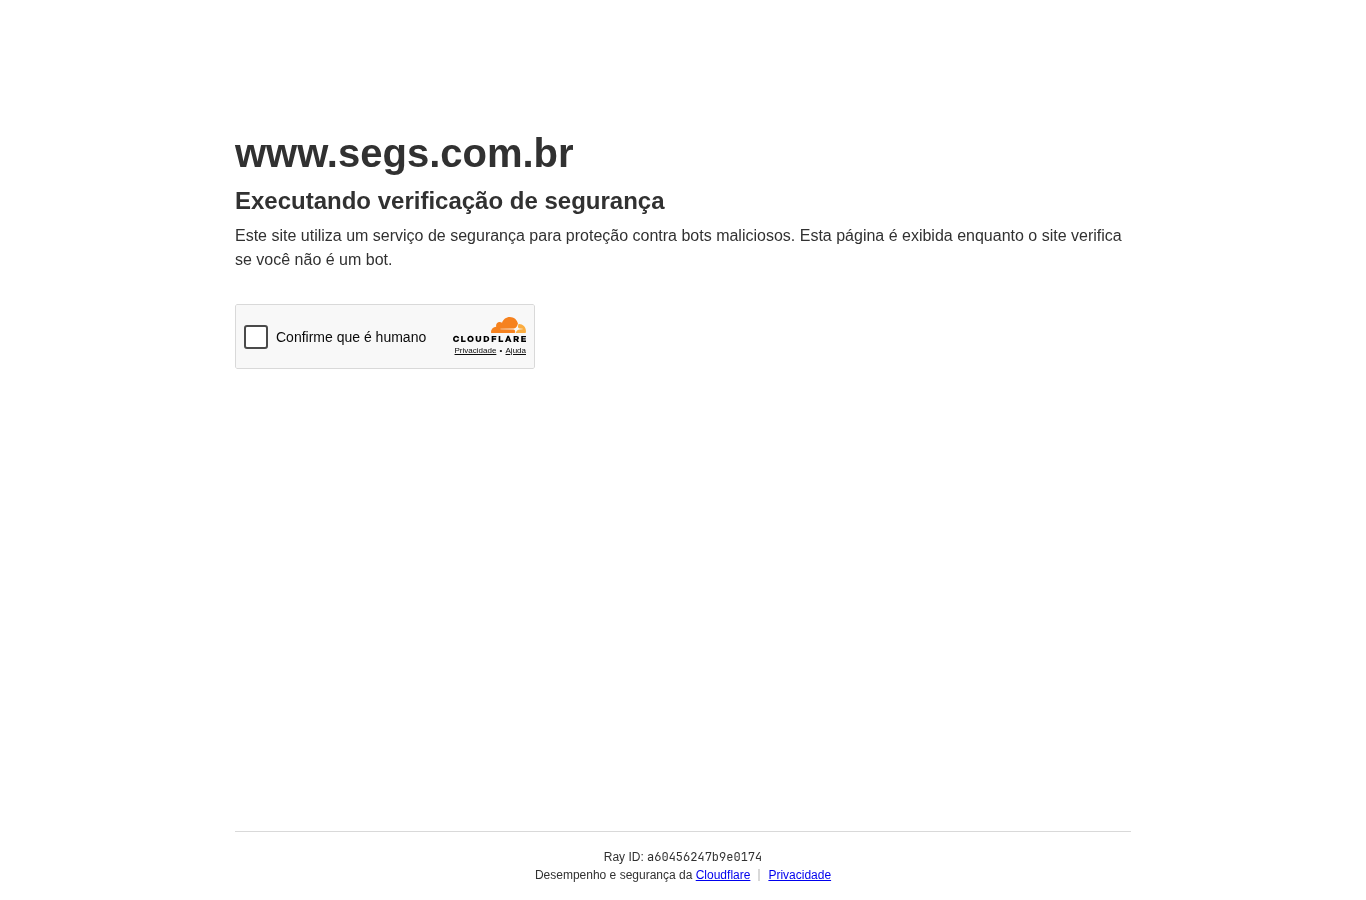 www.segs.com.br
Executando verificação de segurança
Este site utiliza um serviço de segurança para proteção contra bots maliciosos. Esta página é exibida enquanto o site verifica
se você não é um bot.
Confirme que é humano
CLOUDFLARE
Privacidade • Ajuda
Ray ID: a60456247b9e0174
Desempenho e segurança da Cloudflare | Privacidade